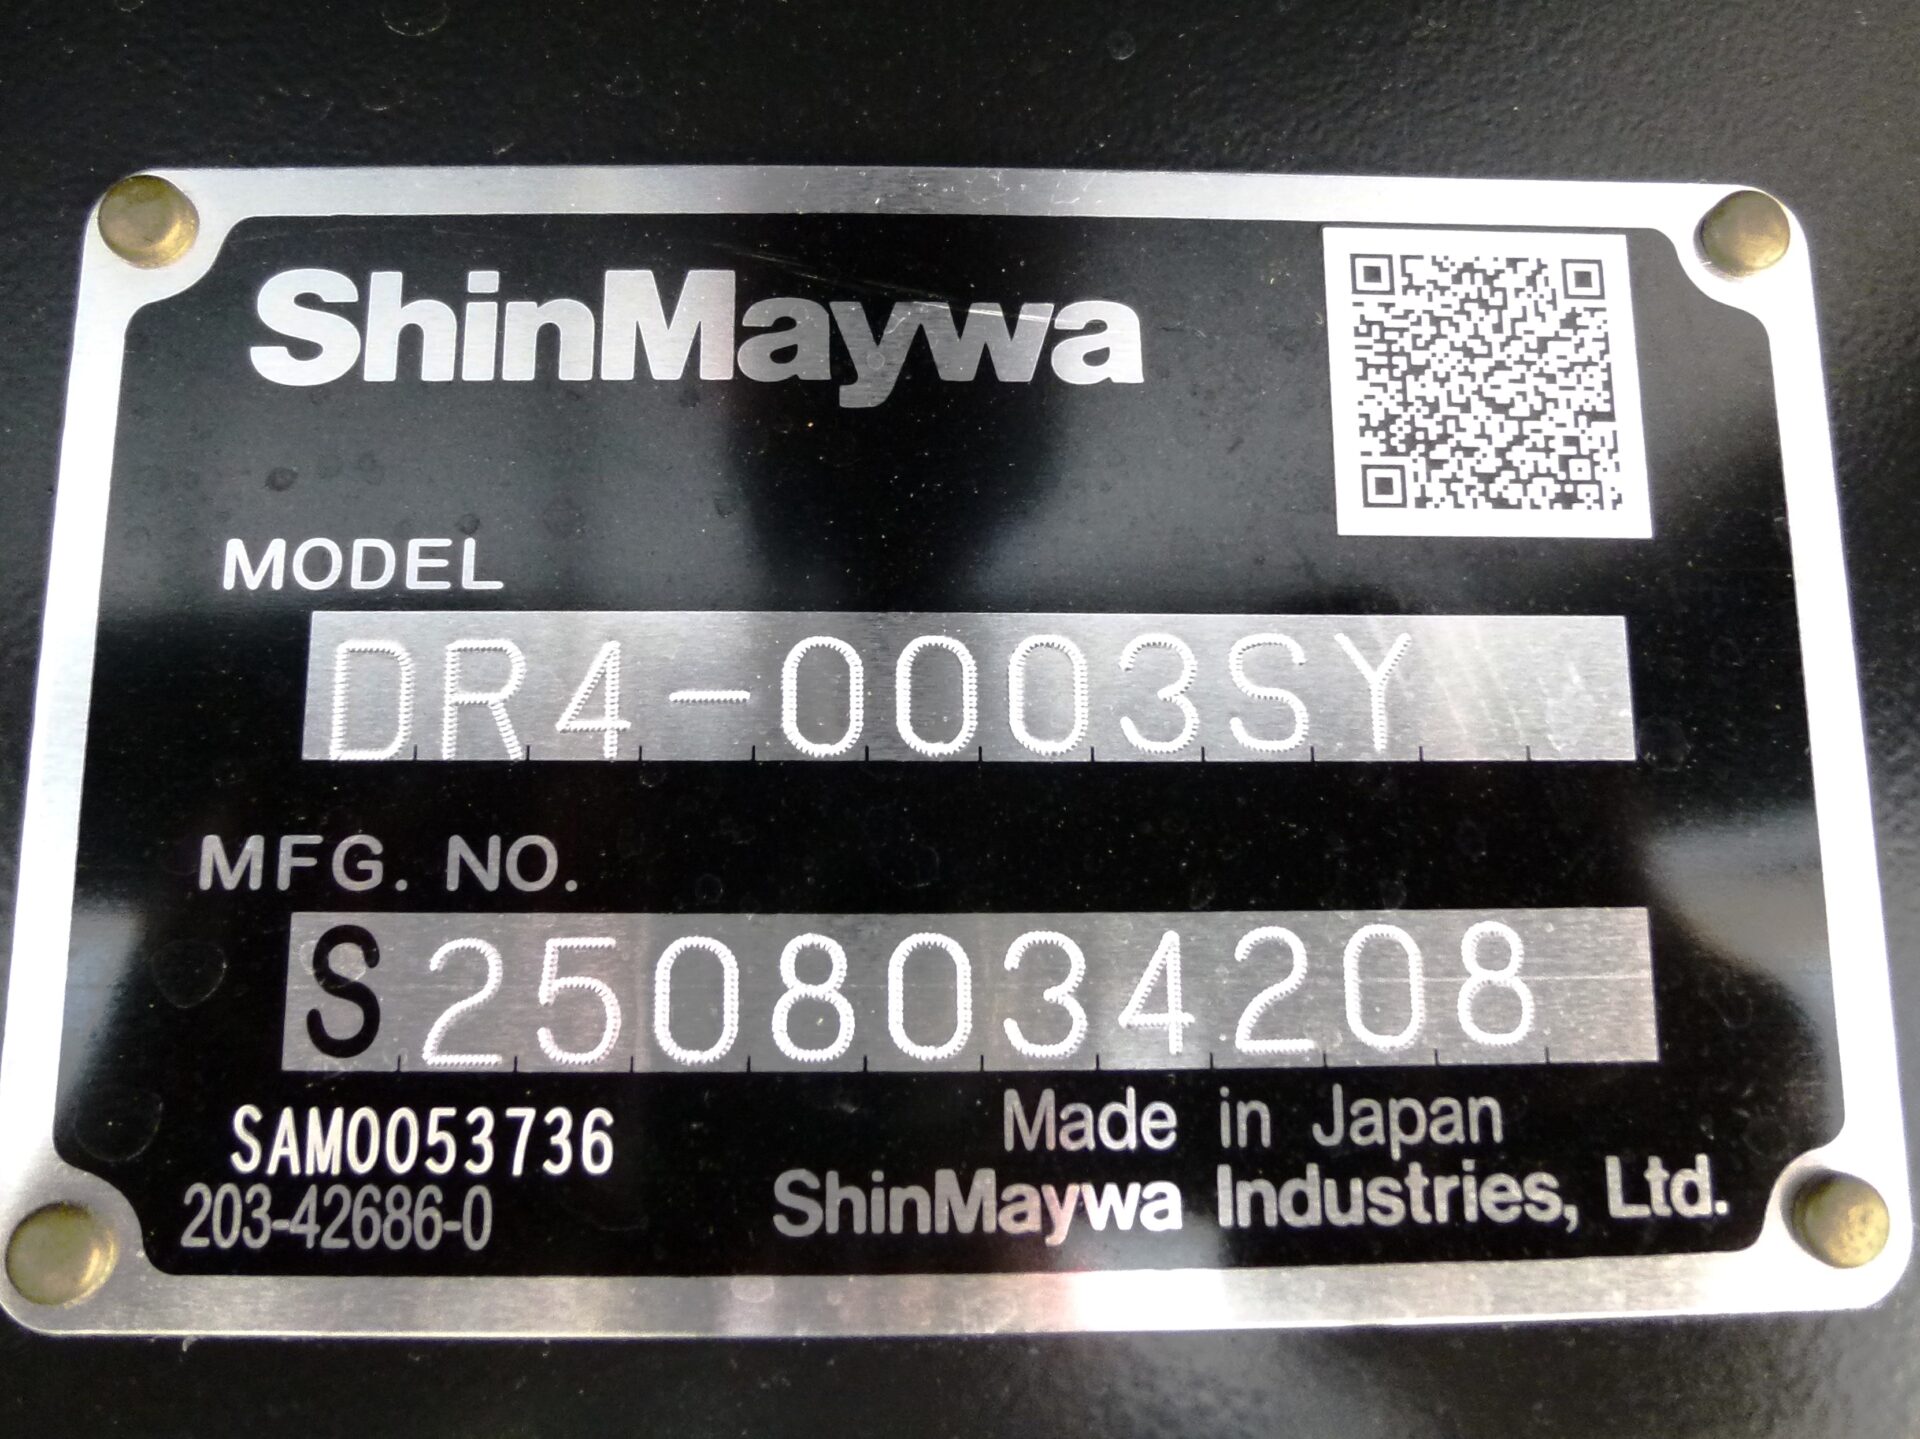 ShinMaywa
MODEL
DR4-0003SY
MFG. NO.
S2508034208
SAM0053736
203-42686-0
Made in Japan
ShinMaywa Industries, Ltd.